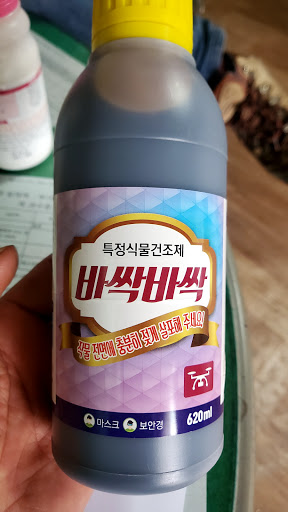 특정식물건조제
바싹바싹
작물 전면에 충분히 젖게 살포해 주세요!
마스크 보안경
620ml